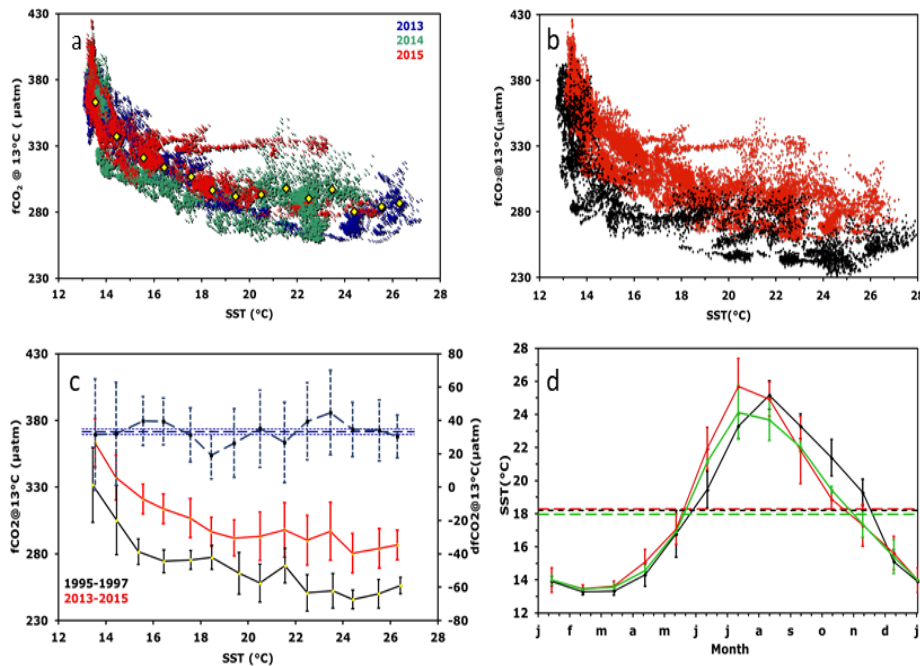 a
2013
2014
2015
430
380
330
280
230
fCO₂ @ 13°C ( µatm)
12 14 16 18 20 22 24 26 28
SST (°C)
b
430
380
330
280
230
fCO₂@ 13°C(µatm)
12 14 16 18 20 22 24 26 28
SST(°C)
c
430
380
330
280
230
fCO2@13°C(µatm)
80
60
40
20
0
-20
-40
-60
-80
dfCO2@13°C(µatm)
1995-1997
2013-2015
12 14 16 18 20 22 24 26 28
SST (°C)
d
28
26
24
22
20
18
16
14
12
SST(°C)
j f m a m j j a s o n d j
Month